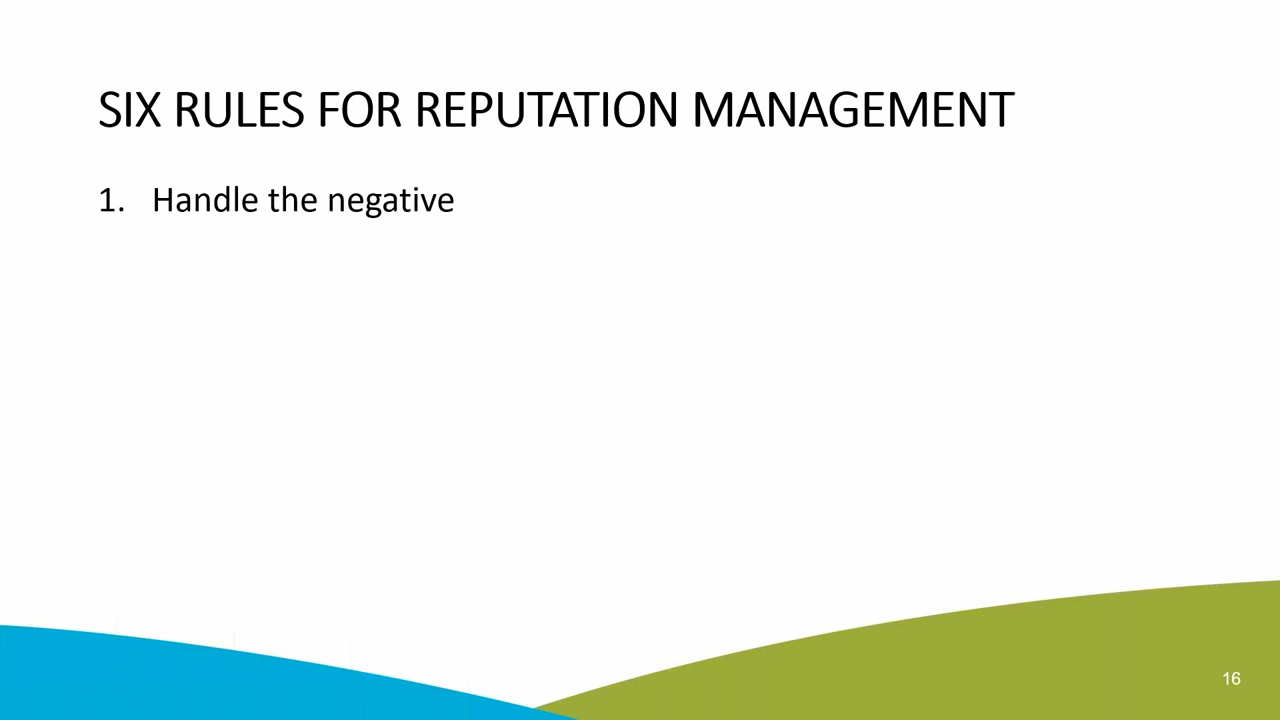 SIX RULES FOR REPUTATION MANAGEMENT
1. Handle the negative
16